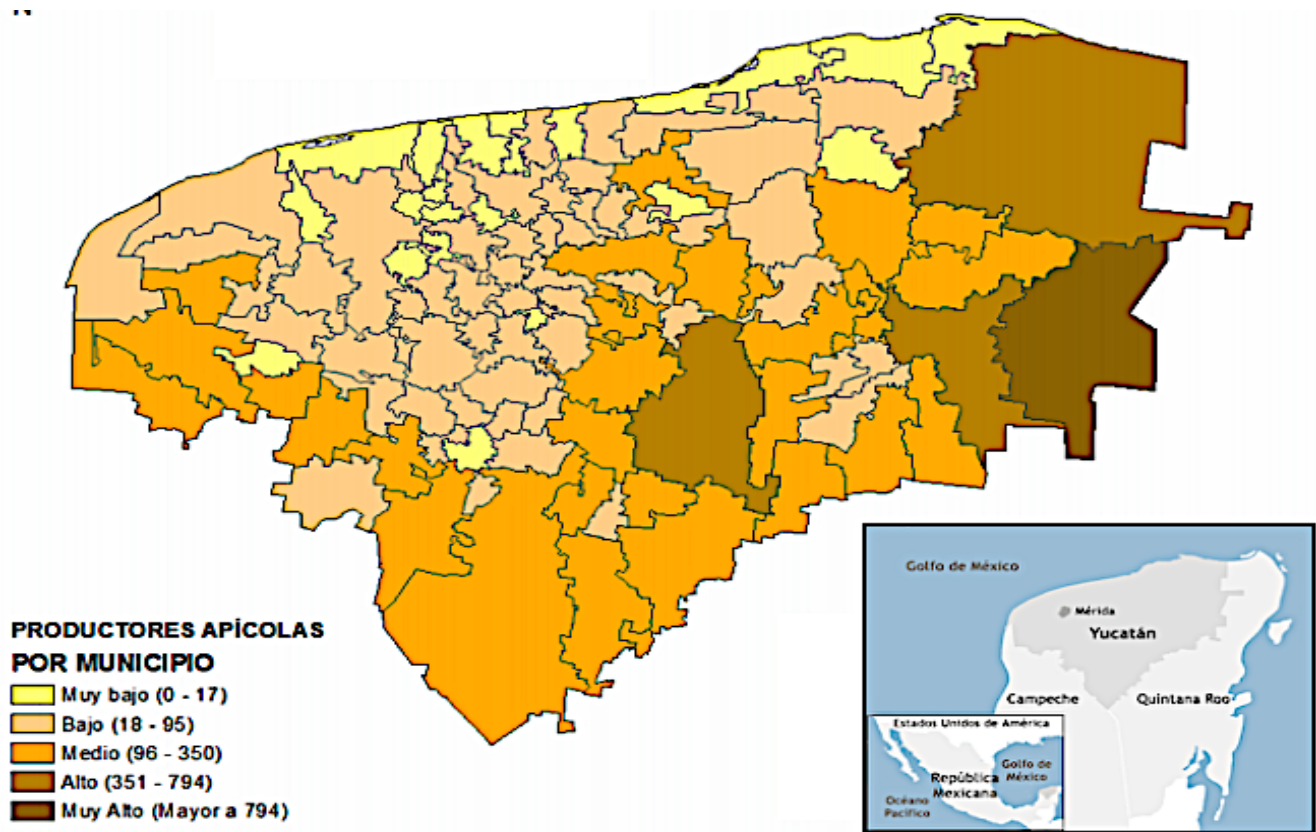 N
PRODUCTORES APÍCOLAS
POR MUNICIPIO
Muy bajo (0 - 17)
Bajo (18 - 95)
Medio (96 - 350)
Alto (351 - 794)
Muy Alto (Mayor a 794)
Golfo de México
Mérida
Yucatán
Campeche
Quintana Roo
Estados Unidos de América
Golfo de
México
República
Mexicana
Océano
Pacífico